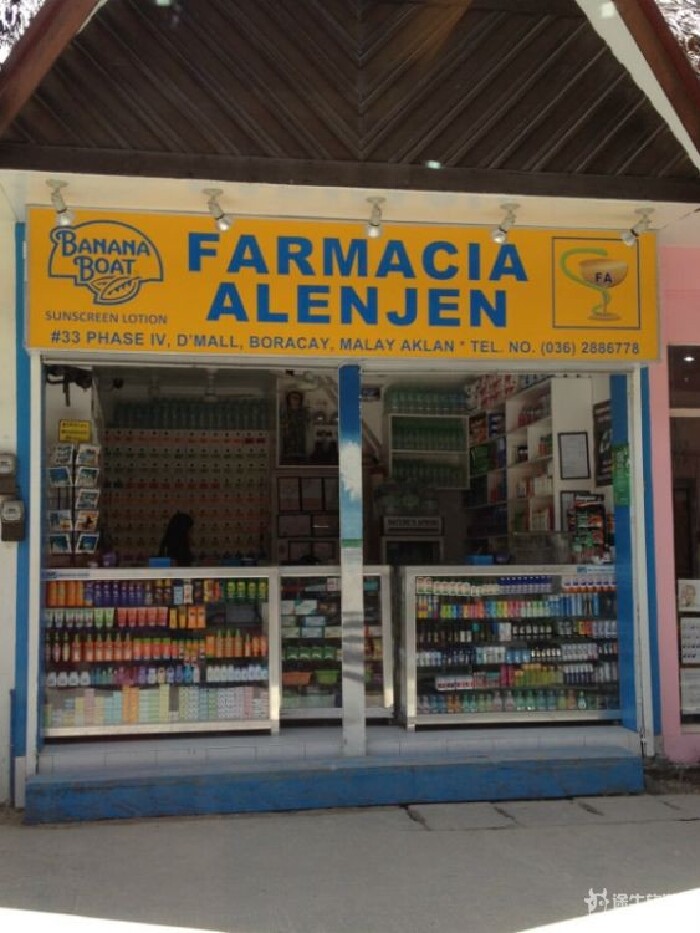 BANANA
BOAT
SUNSCREEN LOTION
FARMACIA
ALENJEN
FA
#33 PHASE IV, D'MALL, BORACAY, MALAY AKLAN * TEL. NO. (036) 2886778